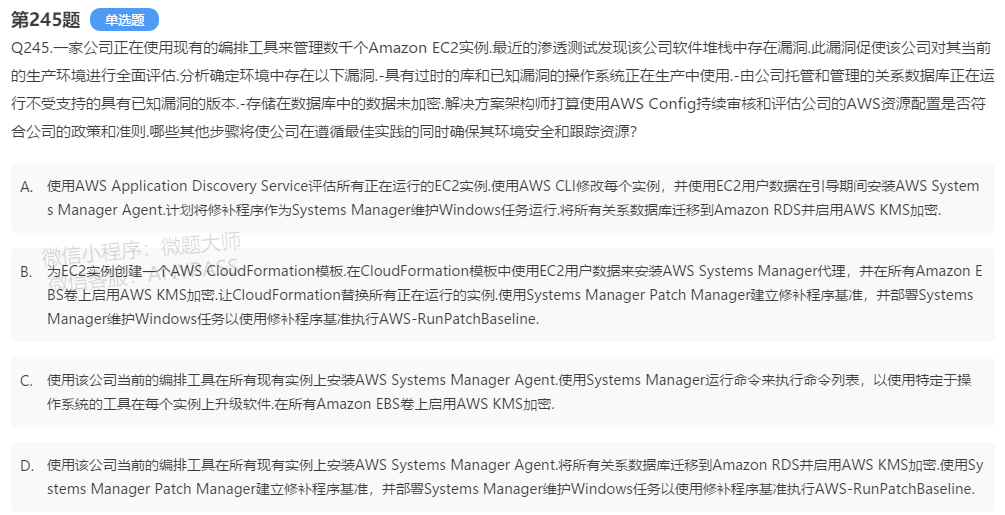 第245题 单选题
Q245.一家公司正在使用现有的编排工具来管理数千个Amazon EC2实例.最近的渗透测试发现该公司软件堆栈中存在漏洞.此漏洞促使该公司对其当前
的生产环境进行全面评估.分析确定环境中存在以下漏洞.-具有过时的库和已知漏洞的操作系统正在生产中使用.-由公司托管和管理的关系数据库正在运
行不受支持的具有已知漏洞的版本.-存储在数据库中的数据未加密.解决方案架构师打算使用AWS Config持续审核和评估公司的AWS资源配置是否符
合公司的政策和准则.哪些其他步骤将使公司在遵循最佳实践的同时确保其环境安全和跟踪资源？
A. 使用AWS Application Discovery Service评估所有正在运行的EC2实例.使用AWS CLI修改每个实例，并使用EC2用户数据在引导期间安装AWS System
s Manager Agent.计划将修补程序作为Systems Manager维护Windows任务运行.将所有关系数据库迁移到Amazon RDS并启用AWS KMS加密.
微信小程序：微题大师
B. 为EC2实例创建一个AWS CloudFormation模板.在CloudFormation模板中使用EC2用户数据来安装AWS Systems Manager代理，并在所有Amazon E
微信客服：
BS卷上启用AWS KMS加密.让CloudFormation替换所有正在运行的实例.使用Systems Manager Patch Manager建立修补程序基准，并部署Systems
Manager维护Windows任务以使用修补程序基准执行AWS-RunPatchBaseline.
C. 使用该公司当前的编排工具在所有现有实例上安装AWS Systems Manager Agent.使用Systems Manager运行命令来执行命令列表，以使用特定于操
作系统的工具在每个实例上升级软件.在所有Amazon EBS卷上启用AWS KMS加密.
D. 使用该公司当前的编排工具在所有现有实例上安装AWS Systems Manager Agent.将所有关系数据库迁移到Amazon RDS并启用AWS KMS加密.使用Sy
stems Manager Patch Manager建立修补程序基准，并部署Systems Manager维护Windows任务以使用修补程序基准执行AWS-RunPatchBaseline.